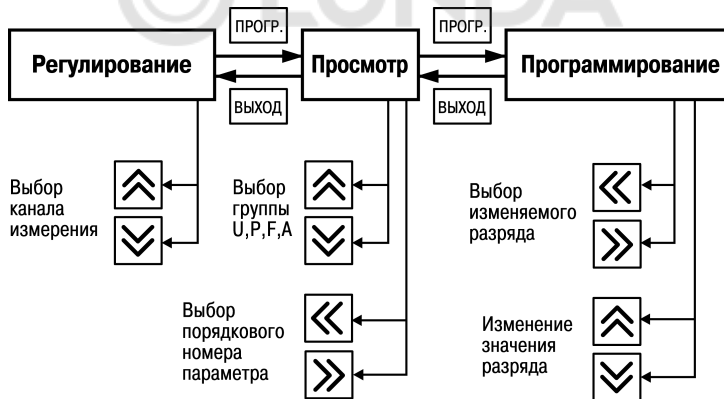 LUNDA
ПРОГР.
ПРОГР.
Регулирование
Просмотр
Программирование
ВЫХОД
ВЫХОД
Выбор
канала
измерения
Выбор
группы
U,P,F,A
Выбор
изменяемого
разряда
Выбор
порядкового
номера
параметра
Изменение
значения
разряда